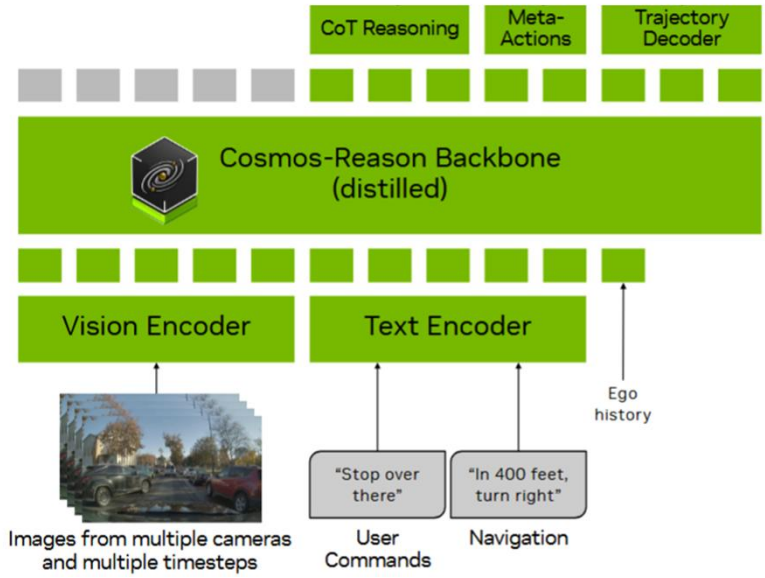 CoT Reasoning
Meta-
Actions
Trajectory
Decoder
Cosmos-Reason Backbone
(distilled)
Vision Encoder
Text Encoder
Ego
history
“Stop over
there”
“In 400 feet,
turn right”
Images from multiple cameras
and multiple timesteps
User
Commands
Navigation